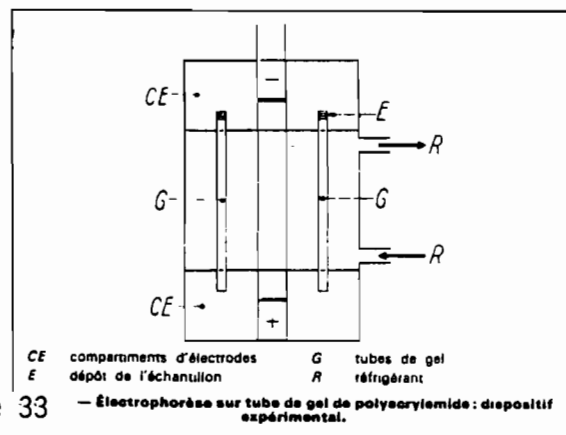 −
CE
E
R
G
G
R
CE
+
CE compartiments d'électrodes G tubes de gel
E dépôt de l'échantillon R réfrigérant
33 — Électrophorèse sur tube de gel de polyacrylemide : dispositif
expérimental.